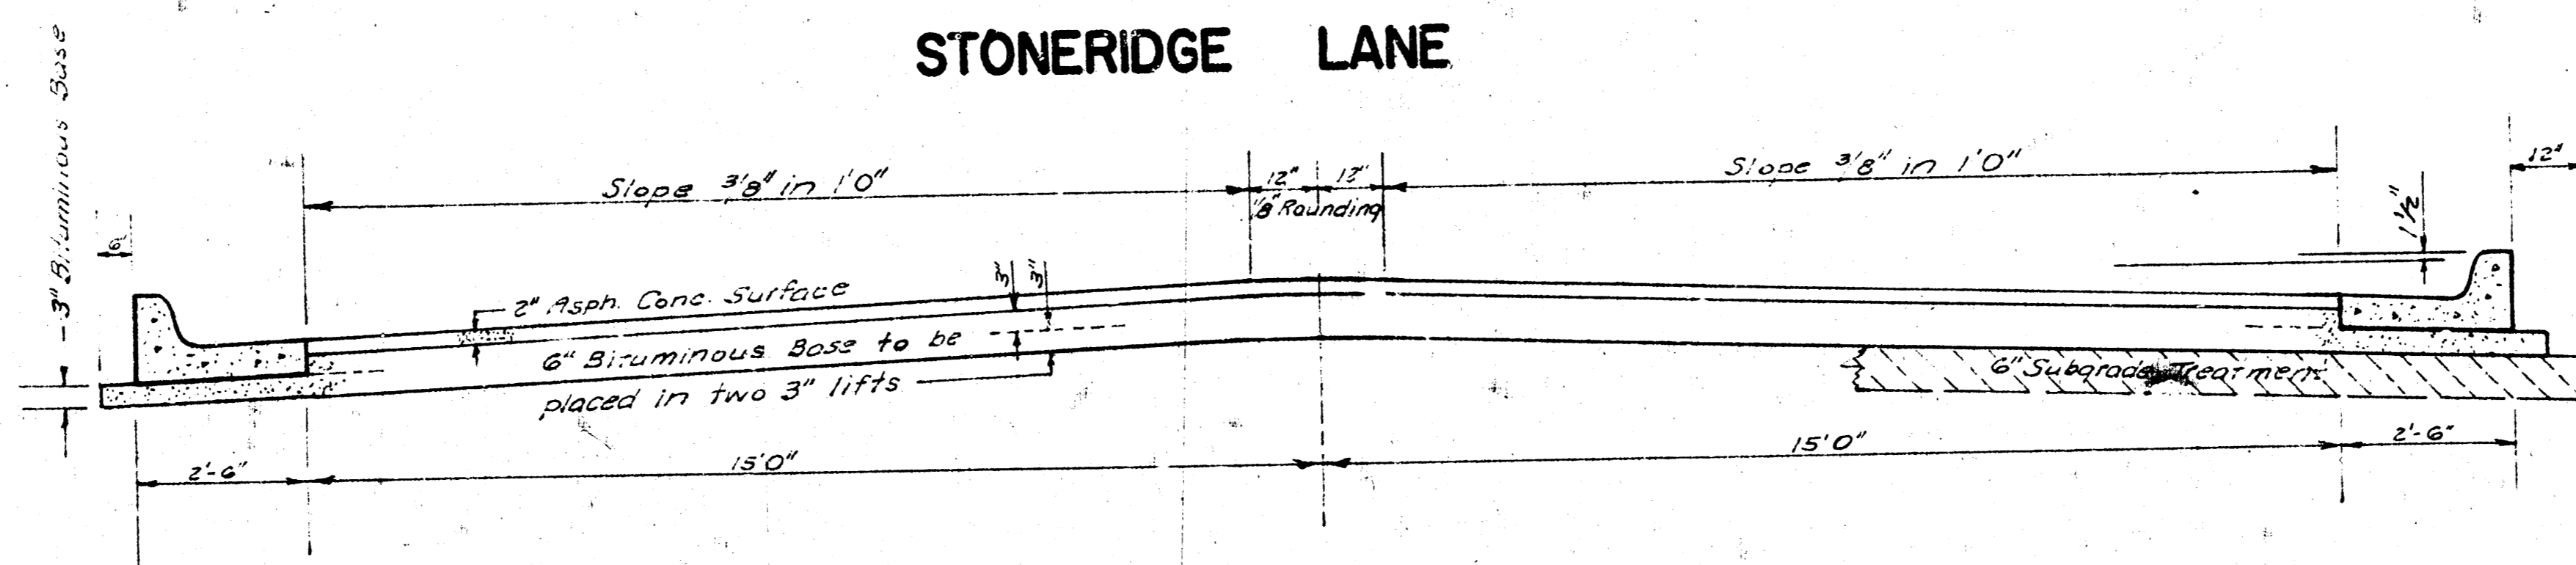 STONERIDGE LANE
3" Bituminous Base
Slope 3/8" in 1'0"
12" 12"
1/8" Rounding
Slope 3/8" in 1'0"
12"
1½"
6"
3" 3"
2" Asph. Conc. Surface
6" Bituminous Base to be
placed in two 3" lifts
6" Subgrade Treatment
2'-6"
15'0"
15'0"
2'-6"